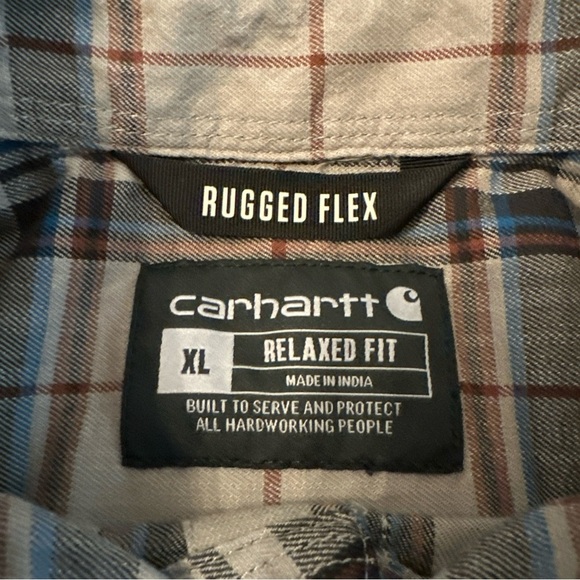 RUGGED FLEX
carhartt
XL
RELAXED FIT
MADE IN INDIA
BUILT TO SERVE AND PROTECT
ALL HARDWORKING PEOPLE